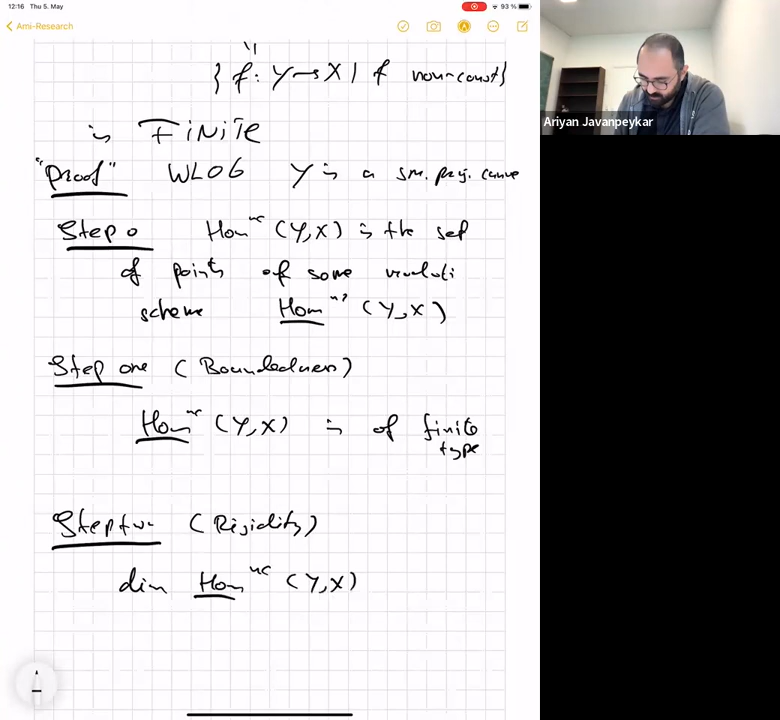 12:16 Thu 5. May
93 %
Ami-Research
{ f: Y → X | f non-const }
is FiNiTE
"Proof" WLOG Y is a sm. proj. curve
Step 0 Hom^nc (Y,X) is the set
of points of some
scheme Hom^nc (Y,X)
Step one (Boundedness)
Hom^nc (Y,X) is of finite
type
Step two (Rigidity)
dim Hom^nc (Y,X)
Ariyan Javanpeykar